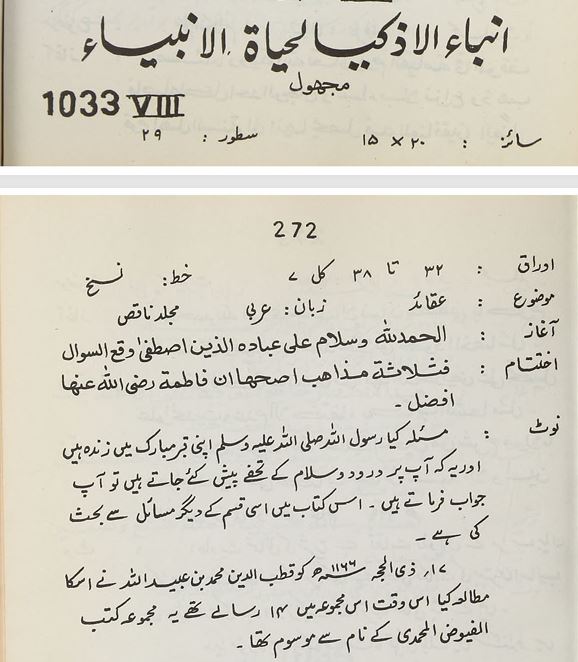 انباء الاذکیا لحیاۃ الانبیاء
مجہول
1033 VIII
سائز : ۲۰ × ۱۵ سطور : ۲۹
272
اوراق : ۳۲ تا ۳۸ کل ۷ خط: نسخ
موضوع : عقائد زبان: عربی مجلد ناقص
آغاز : الحمدللہ وسلام علی عبادہ الذین اصطفیٰ وقع السوال
اختتام : فثلاثۃ مذاھب اصحھا ان فاطمۃ رضی اللہ عنھا
افضل ۔
نوٹ : مسئلہ کیا رسول اللہ صلی اللہ علیہ وسلم اپنی قبر مبارک میں زندہ ہیں
اور یہ کہ آپ پر درود وسلام کے تحفے پیش کئے جاتے ہیں تو آپ
جواب فرماتے ہیں ۔ اس کتاب میں اسی قسم کے دیگر مسائل سے بحث
کی ہے ۔
۱۷؍ ذی الحجہ ۱۱۶۶ھ کو قطب الدین محمد بن عبید اللہ نے اسکا
مطالعہ کیا اس وقت اس مجموعہ میں ۱۴ رسالے تھے یہ مجموعہ کتب
الفیوض المحمدی کے نام سے موسوم تھا ۔